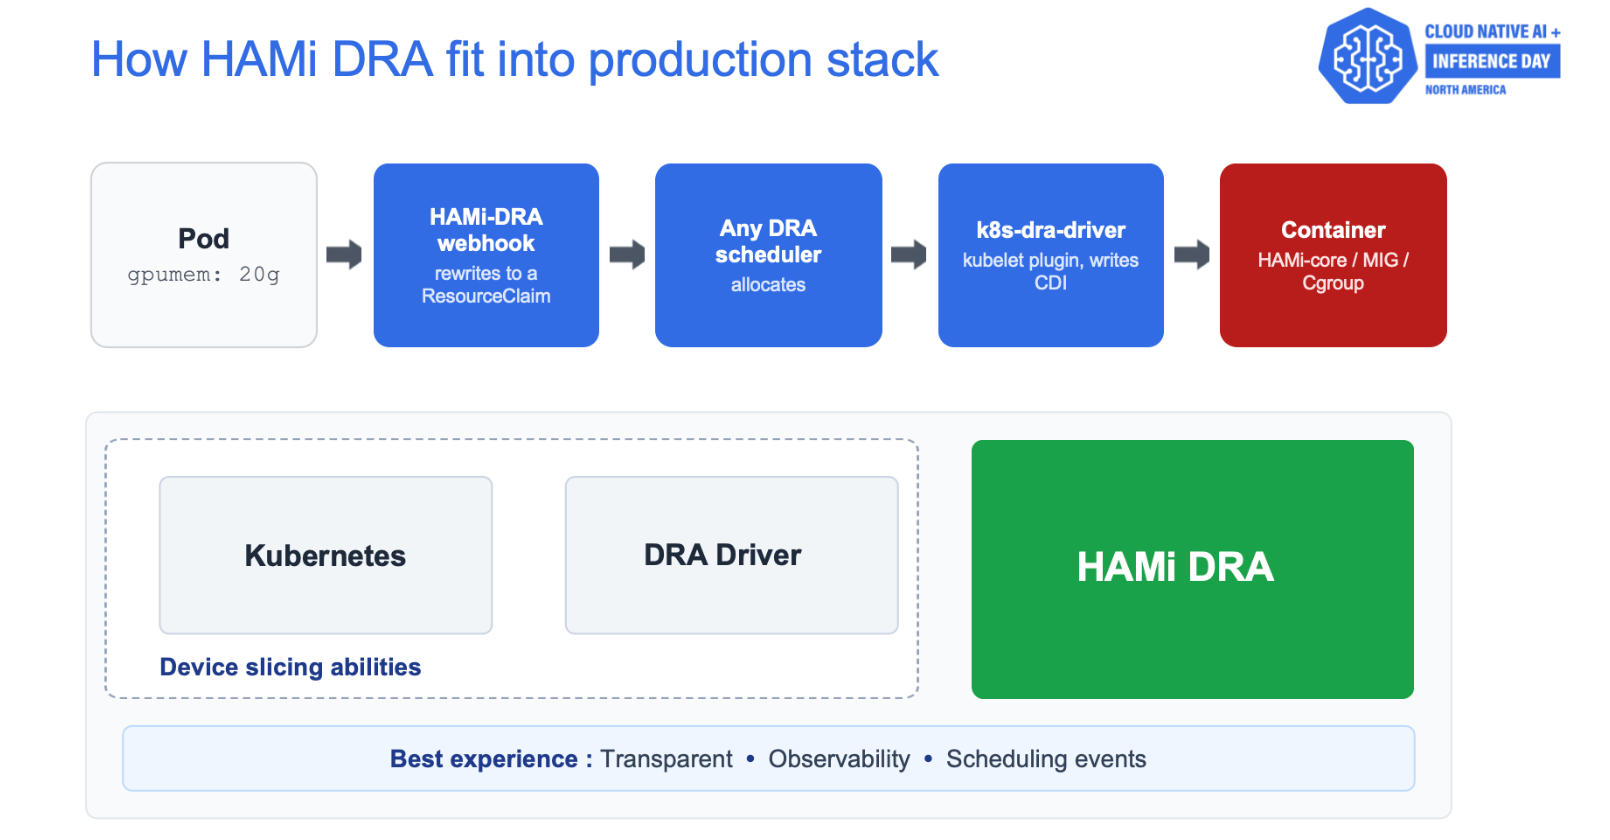 How HAMi DRA fit into production stack
CLOUD NATIVE AI +
INFERENCE DAY
NORTH AMERICA
Pod
gpumem: 20g
HAMi-DRA
webhook
rewrites to a
ResourceClaim
Any DRA
scheduler
allocates
k8s-dra-driver
kubelet plugin, writes
CDI
Container
HAMi-core / MIG /
Cgroup
Kubernetes
DRA Driver
Device slicing abilities
HAMi DRA
Best experience : Transparent • Observability • Scheduling events